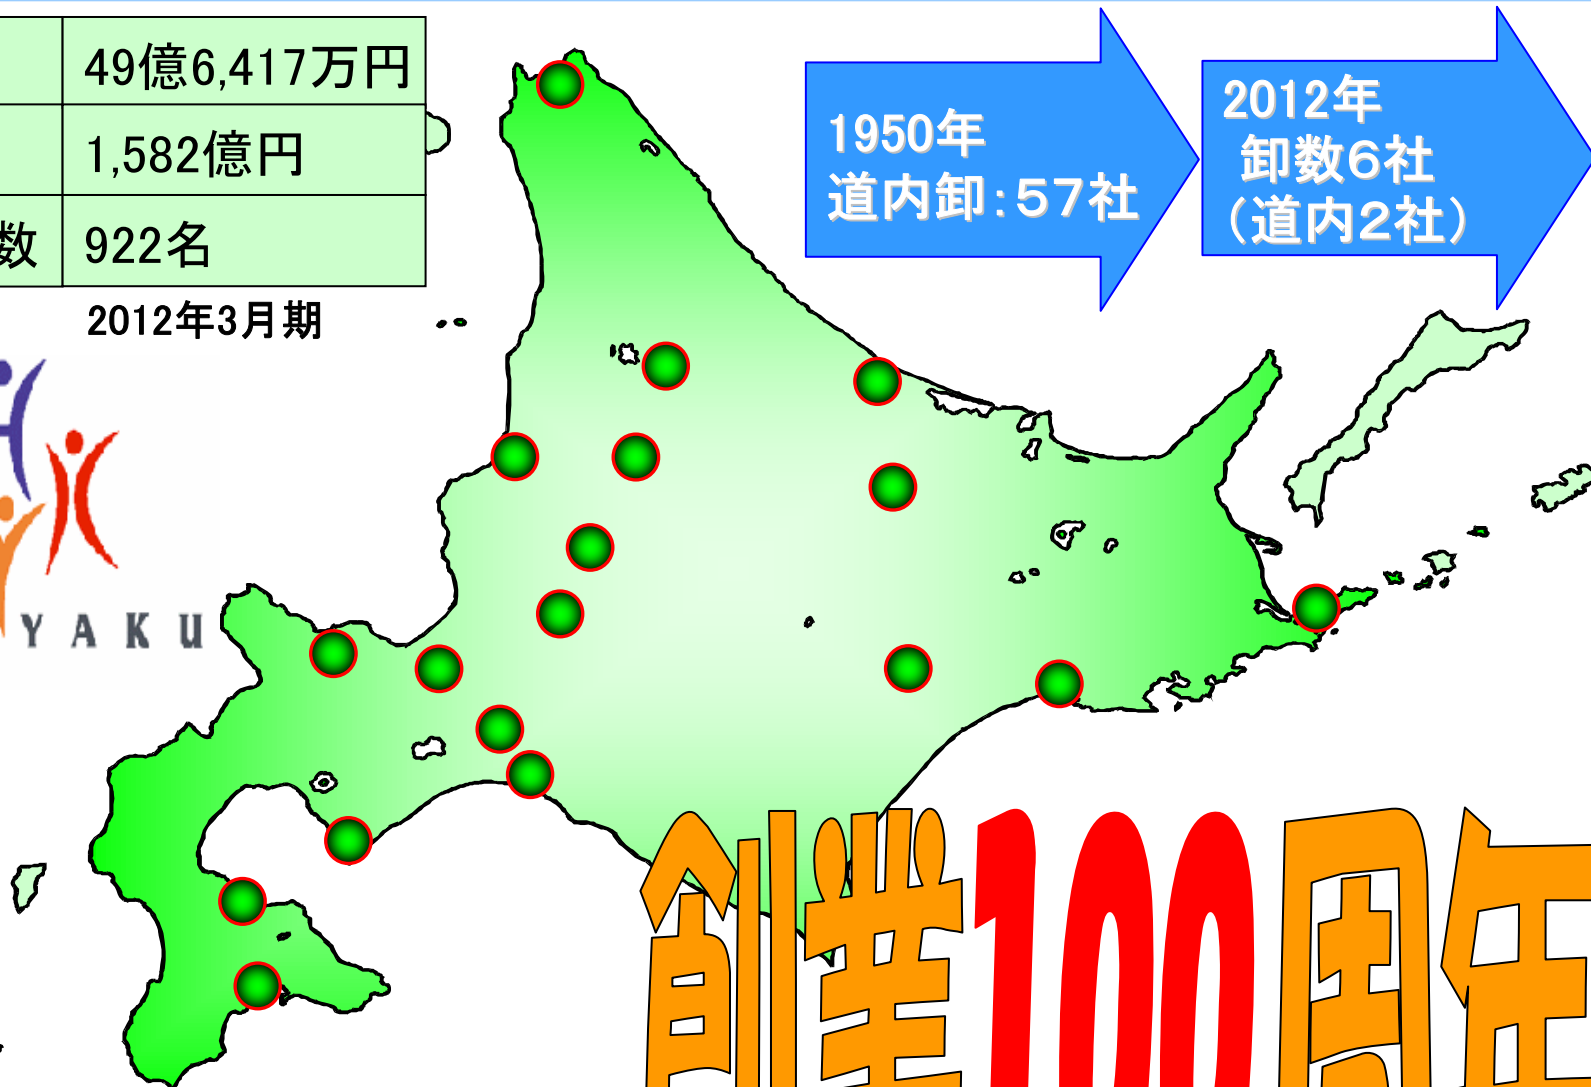 49億6,417万円
1,582億円
数 922名
2012年3月期
1950年
道内卸:57社
2012年
卸数6社
(道内2社)
YAKU
創業100周年